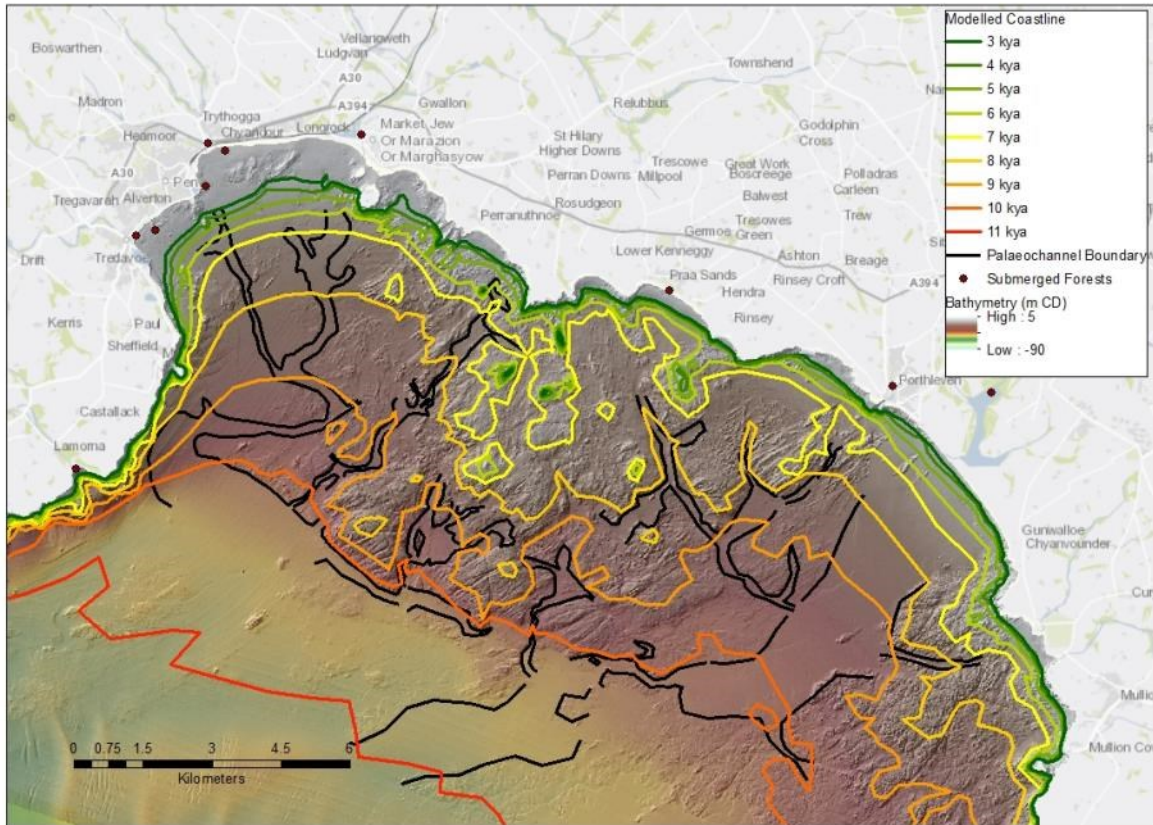 Boswarthen
Vellangweth
Ludgvan
A30
Madron
Trythogga
A394
Gwallon
Heamoor
Chyandour
Longrock
Market Jew
Or Marazion
Or Marghasyow
A30
Pen
Tregavarah
Alverton
Drift
Tredavoe
Kerris
Paul
Sheffield
M
Castallack
Lamorna
Relubbus
Townshend
St Hilary
Higher Downs
Godolphin
Cross
Trescowe
Great Work
Boscreege
Perran Downs
Millpool
Polladras
Carleen
Balwest
Rosudgeon
Perranuthnoe
Tresowes
Green
Trew
Germoe
Lower Kenneggy
Ashton
Breage
Praa Sands
Hendra
Rinsey Croft
A394
Rinsey
Porthleven
Gunwalloe
Chyanvounder
Cur
Mullio
Mullion Cov
Modelled Coastline
3 kya
4 kya
5 kya
6 kya
7 kya
8 kya
9 kya
10 kya
11 kya
Palaeochannel Boundary
Submerged Forests
Bathymetry (m CD)
High : 5
Low : -90
0 0.75 1.5 3 4.5 6
Kilometers